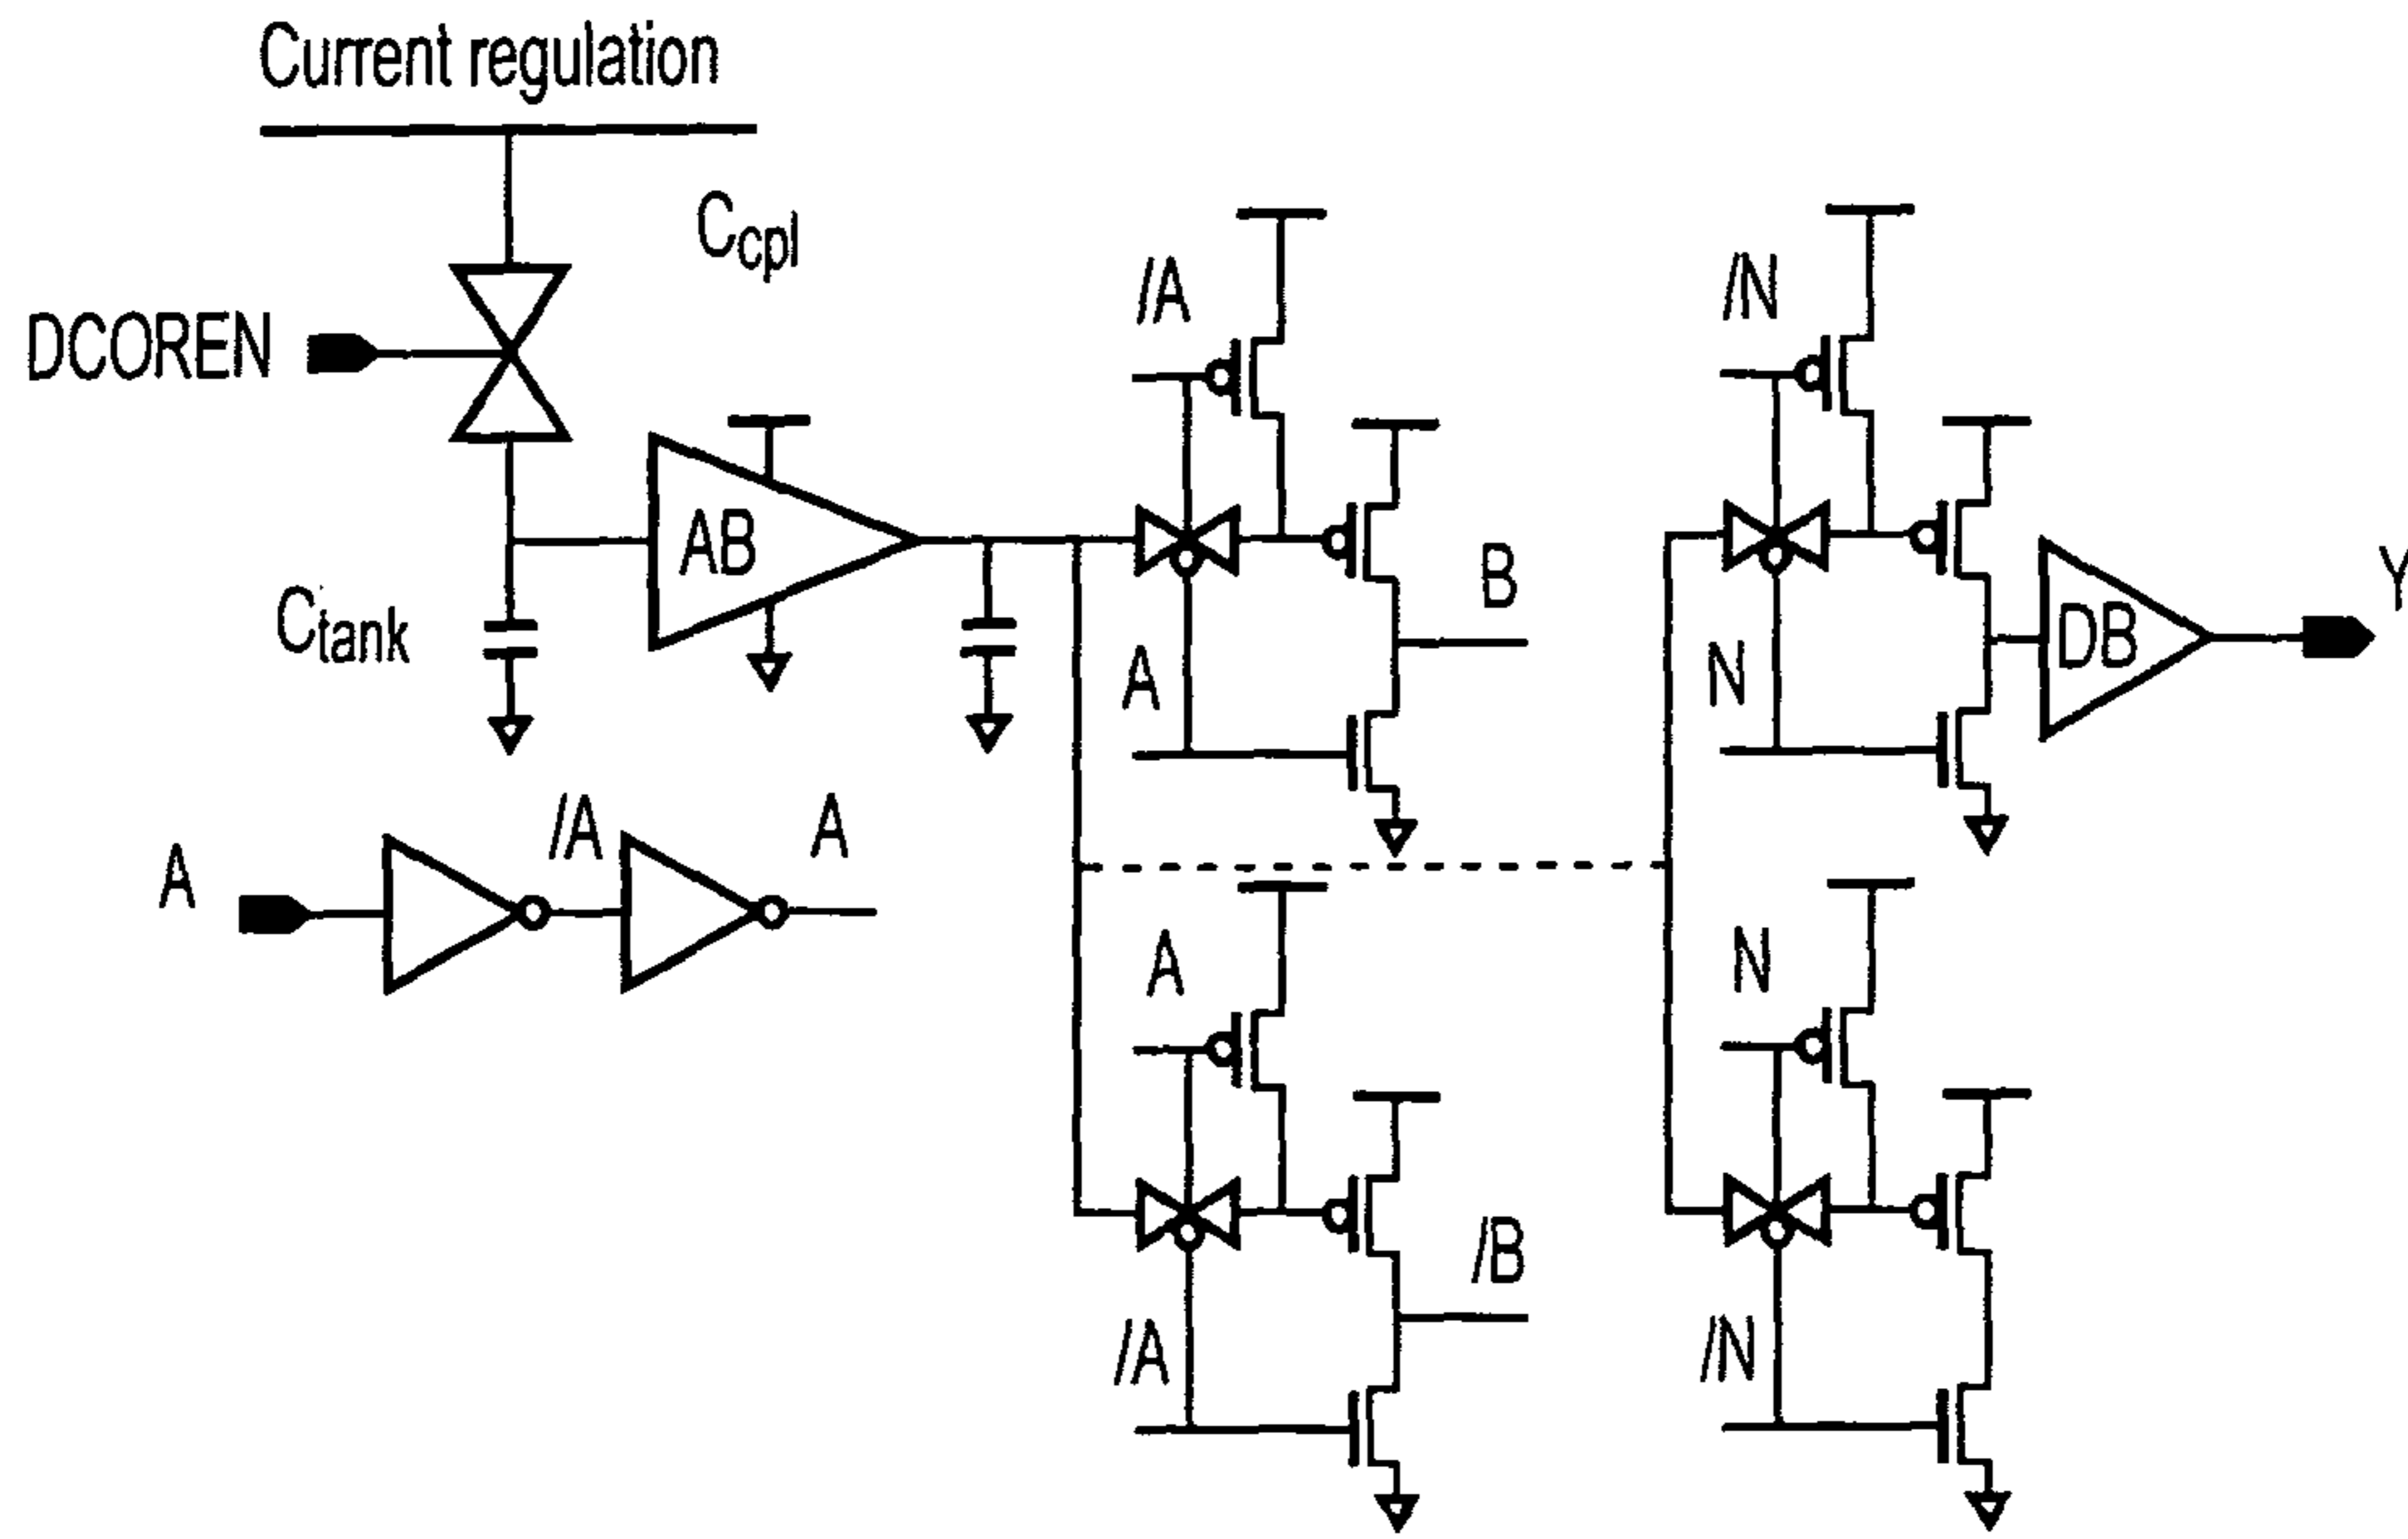 Current regulation
Ccpl
DCOREN
/A
/N
AB
B
Y
Ctank
A
N
DB
A
/A
A
A
N
/B
/A
/N